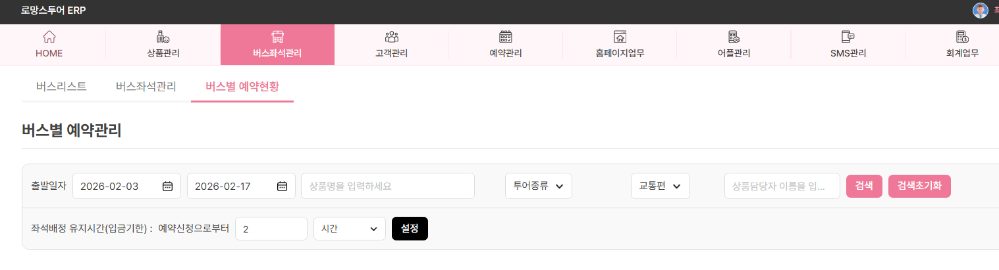 로망스투어 ERP
최
HOME 상품관리 버스좌석관리 고객관리 예약관리 홈페이지업무 어플관리 SMS관리 회계업무
버스리스트 버스좌석관리 버스별 예약현황
버스별 예약관리
출발일자 2026-02-03 2026-02-17 상품명을 입력하세요 투어종류 교통편 상품담당자 이름을 입... 검색 검색초기화
좌석배정 유지시간(입금기한) : 예약신청으로부터 2 시간 설정